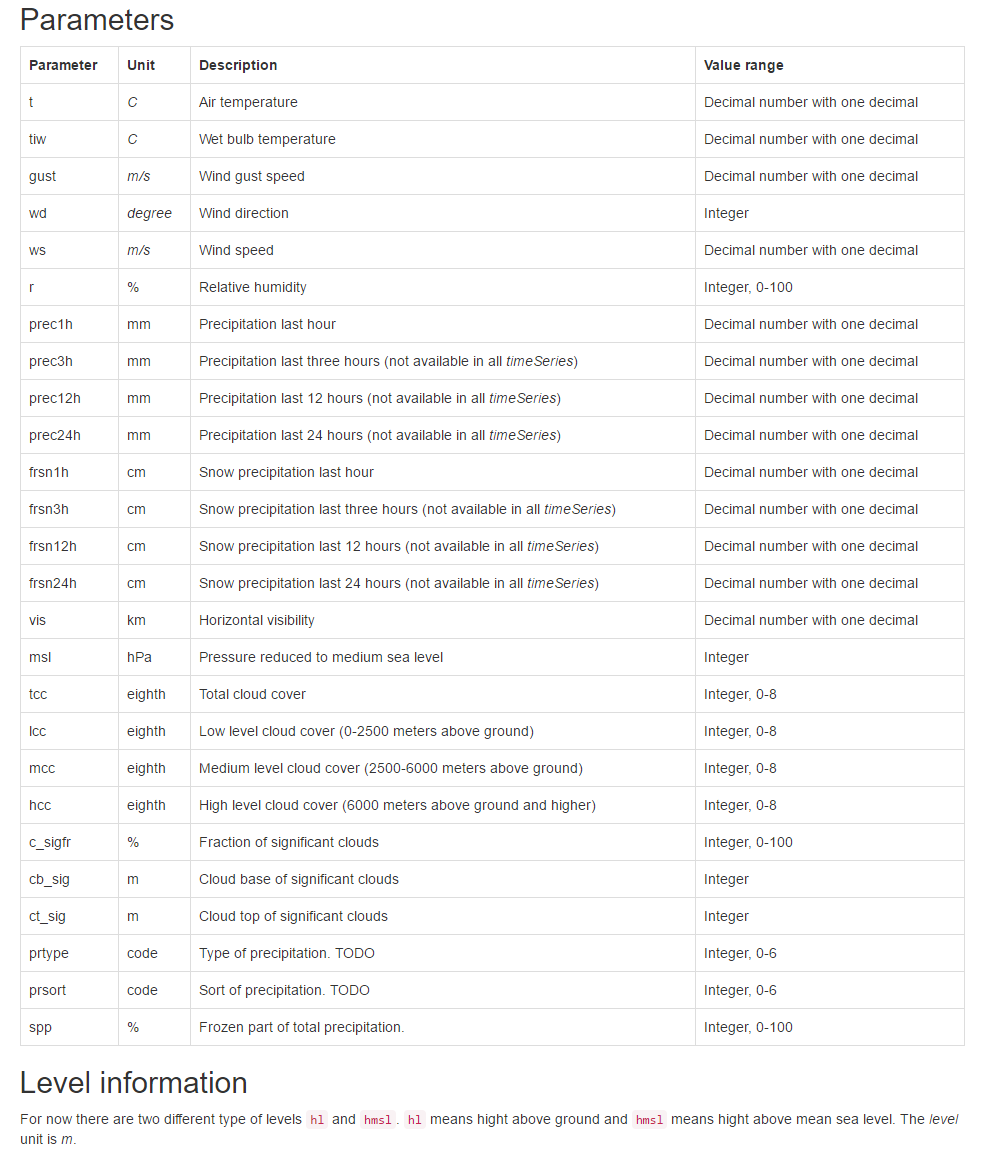 Parameters
Parameter Unit Description Value range
t C Air temperature Decimal number with one decimal
tiw C Wet bulb temperature Decimal number with one decimal
gust m/s Wind gust speed Decimal number with one decimal
wd degree Wind direction Integer
ws m/s Wind speed Decimal number with one decimal
r % Relative humidity Integer, 0-100
prec1h mm Precipitation last hour Decimal number with one decimal
prec3h mm Precipitation last three hours (not available in all timeSeries) Decimal number with one decimal
prec12h mm Precipitation last 12 hours (not available in all timeSeries) Decimal number with one decimal
prec24h mm Precipitation last 24 hours (not available in all timeSeries) Decimal number with one decimal
frsn1h cm Snow precipitation last hour Decimal number with one decimal
frsn3h cm Snow precipitation last three hours (not available in all timeSeries) Decimal number with one decimal
frsn12h cm Snow precipitation last 12 hours (not available in all timeSeries) Decimal number with one decimal
frsn24h cm Snow precipitation last 24 hours (not available in all timeSeries) Decimal number with one decimal
vis km Horizontal visibility Decimal number with one decimal
msl hPa Pressure reduced to medium sea level Integer
tcc eighth Total cloud cover Integer, 0-8
lcc eighth Low level cloud cover (0-2500 meters above ground) Integer, 0-8
mcc eighth Medium level cloud cover (2500-6000 meters above ground) Integer, 0-8
hcc eighth High level cloud cover (6000 meters above ground and higher) Integer, 0-8
c_sigfr % Fraction of significant clouds Integer, 0-100
cb_sig m Cloud base of significant clouds Integer
ct_sig m Cloud top of significant clouds Integer
prtype code Type of precipitation. TODO Integer, 0-6
prsort code Sort of precipitation. TODO Integer, 0-6
spp % Frozen part of total precipitation. Integer, 0-100
Level information
For now there are two different type of levels hl and hmsl . hl means hight above ground and hmsl means hight above mean sea level. The level
unit is m.